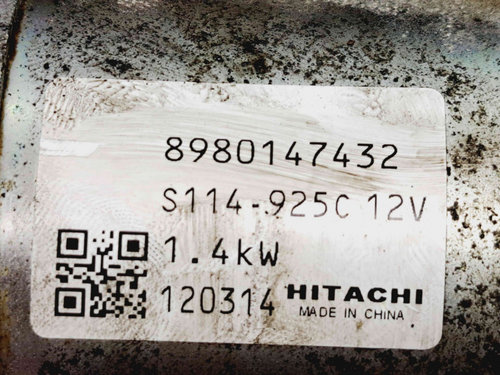 8980147432
S114-925C 12V
1.4kW
120314 HITACHI
MADE IN CHINA